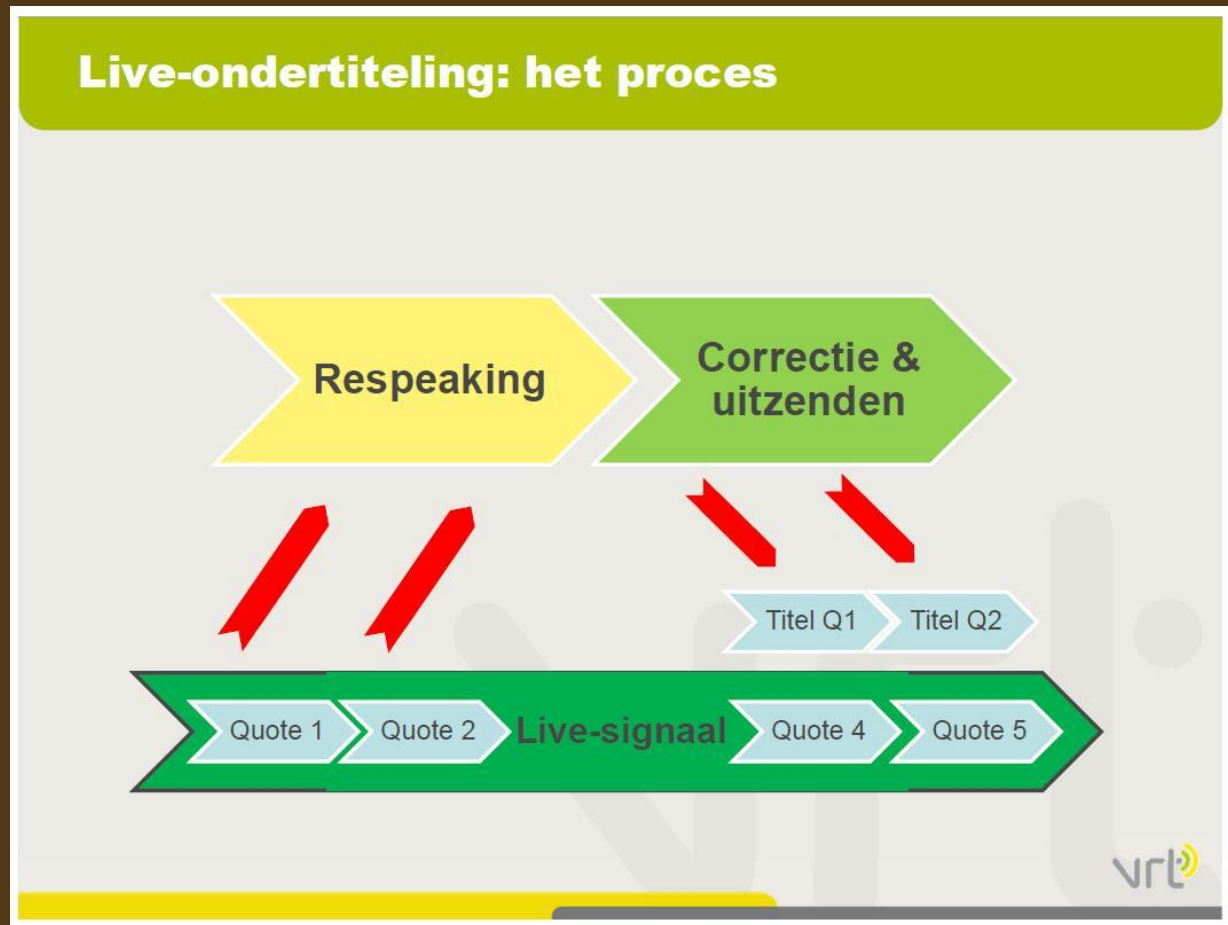 Live-ondertiteling: het proces
Respeaking
Correctie &
uitzenden
Titel Q1
Titel Q2
Quote 1
Quote 2
Live-signaal
Quote 4
Quote 5
vrt